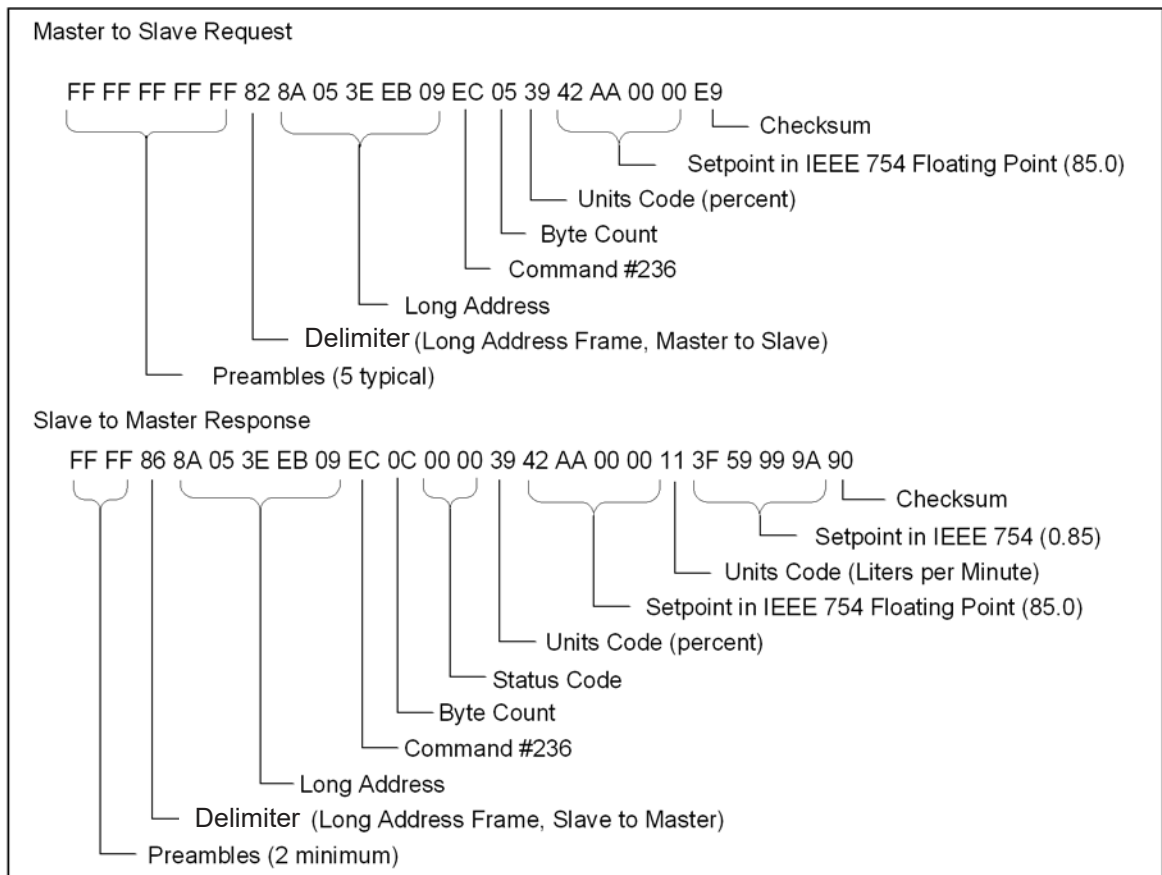 Master to Slave Request
FF FF FF FF FF 82 8A 05 3E EB 09 EC 05 39 42 AA 00 00 E9
Checksum
Setpoint in IEEE 754 Floating Point (85.0)
Units Code (percent)
Byte Count
Command #236
Long Address
Delimiter (Long Address Frame, Master to Slave)
Preambles (5 typical)
Slave to Master Response
FF FF 86 8A 05 3E EB 09 EC 0C 00 00 39 42 AA 00 00 11 3F 59 99 9A 90
Checksum
Setpoint in IEEE 754 (0.85)
Units Code (Liters per Minute)
Setpoint in IEEE 754 Floating Point (85.0)
Units Code (percent)
Status Code
Byte Count
Command #236
Long Address
Delimiter (Long Address Frame, Slave to Master)
Preambles (2 minimum)